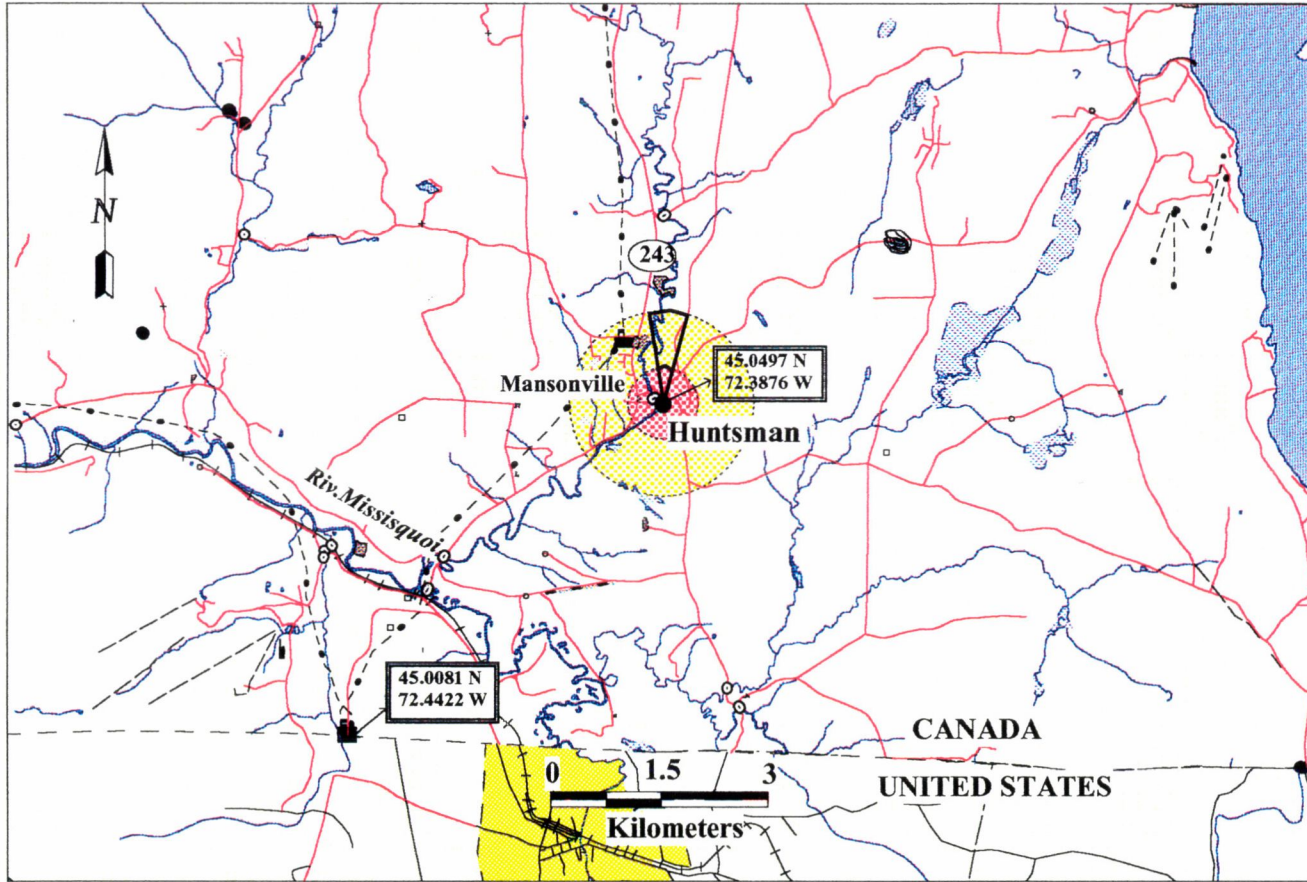 N
243
45.0497 N
72.3876 W
Mansonville
Huntsman
Riv.Missisquoi
45.0081 N
72.4422 W
CANADA
UNITED STATES
0 1.5 3
Kilometers